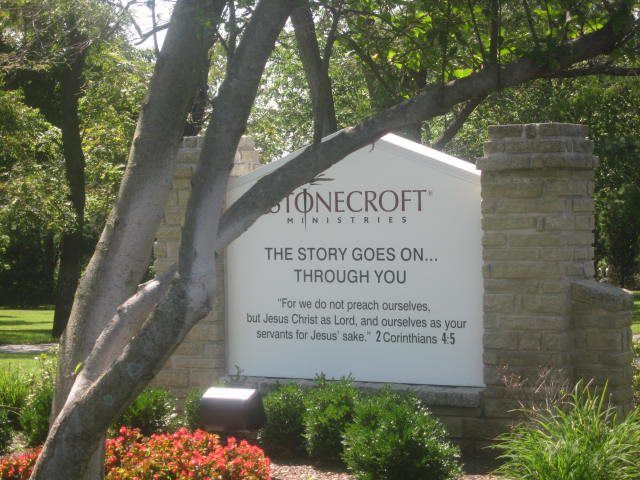 STONECROFT®
MINISTRIES
THE STORY GOES ON...
THROUGH YOU
"For we do not preach ourselves,
but Jesus Christ as Lord, and ourselves as your
servants for Jesus' sake." 2 Corinthians 4:5